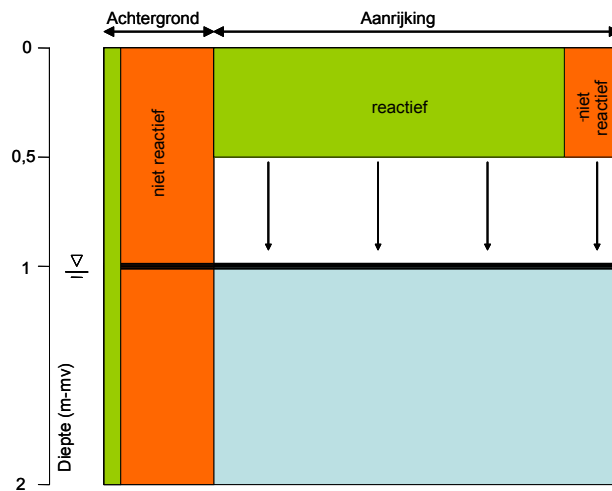 Achtergrond
Aanrijking
0
reactief
niet reactief
-niet
reactief
0,5
1
Diepte (m-mv)
2